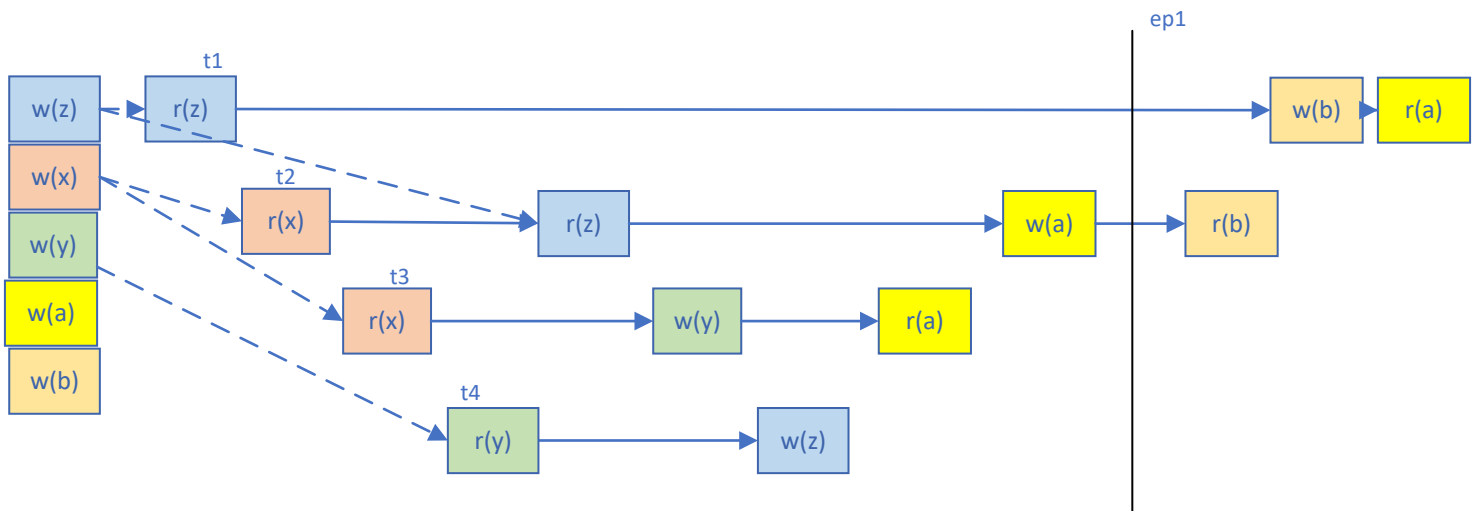 ep1
t1
w(z)
r(z)
w(b)
r(a)
w(x)
t2
r(x)
r(z)
w(a)
r(b)
w(y)
t3
w(a)
r(x)
w(y)
r(a)
w(b)
t4
r(y)
w(z)